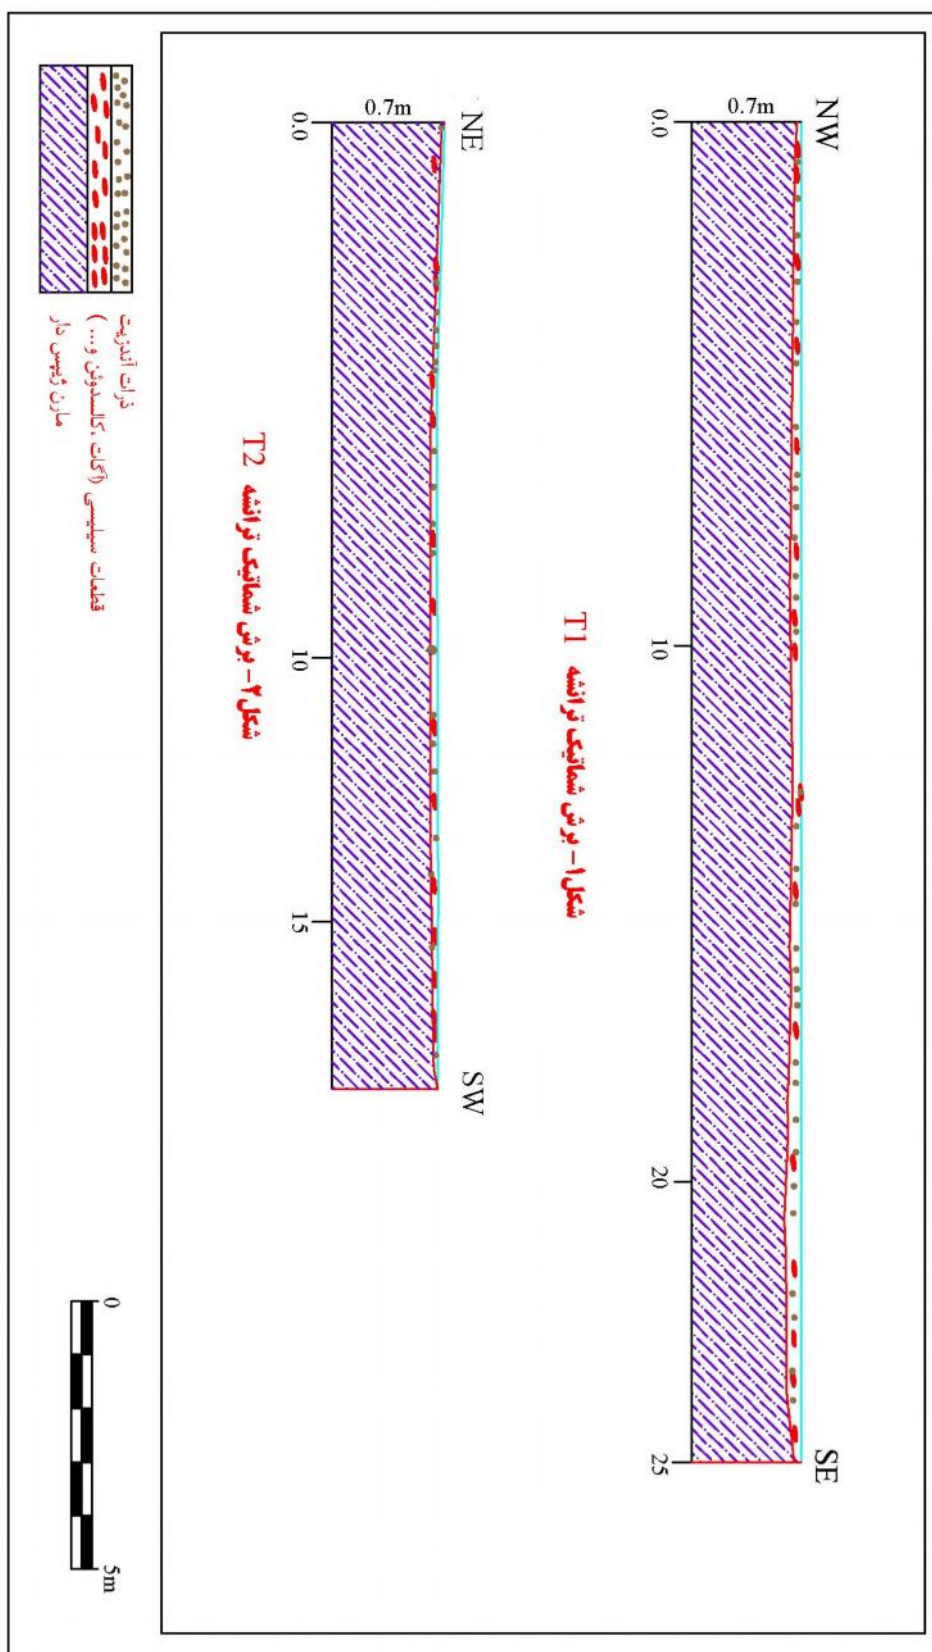 NW
SE
0.7m
0.0
10
20
25
شکل۱- برش شماتیک ترانشه T1
NE
SW
0.7m
0.0
10
15
شکل۲- برش شماتیک ترانشه T2
ذرات آندزیت
قطعات سیلیسی (آگات، کالسدوئن و... )
مارن ژیپس دار
0
5m